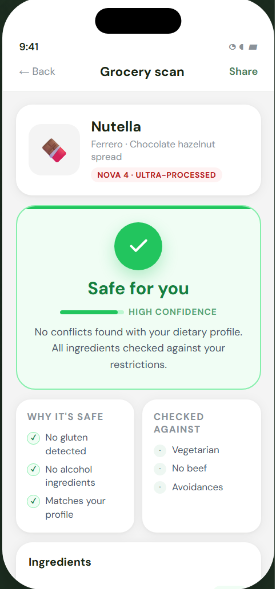 9:41
← Back Grocery scan Share
Nutella
Ferrero · Chocolate hazelnut
spread
NOVA 4 · ULTRA-PROCESSED
Safe for you
HIGH CONFIDENCE
No conflicts found with your dietary profile.
All ingredients checked against your
restrictions.
WHY IT'S SAFE
✓ No gluten
detected
✓ No alcohol
ingredients
✓ Matches your
profile
CHECKED
AGAINST
Vegetarian
No beef
Avoidances
Ingredients